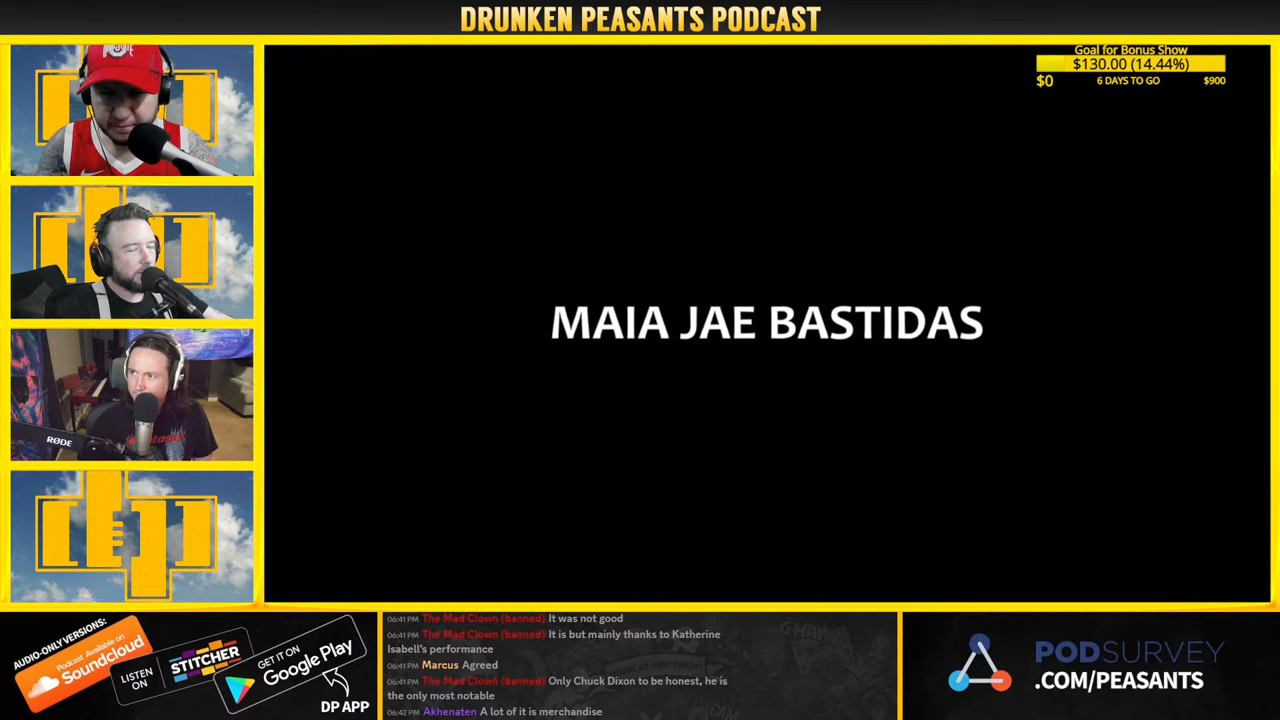 DRUNKEN PEASANTS PODCAST
Goal for Bonus Show
$130.00 (14.44%)
$0 6 DAYS TO GO $900
MAIA JAE BASTIDAS
RØDE
AUDIO-ONLY VERSIONS:
Podcast Available on
Soundcloud
LISTEN ON
STITCHER
GET IT ON
Google Play
DP APP
06:41 PM The Mad Clown (banned) It was not good
06:41 PM The Mad Clown (banned) It is but mainly thanks to Katherine
Isabell's performance
06:41 PM Marcus Agreed
06:41 PM The Mad Clown (banned) Only Chuck Dixon to be honest, he is
the only most notable
06:42 PM Akhenaten A lot of it is merchandise
PODSURVEY
.COM/PEASANTS